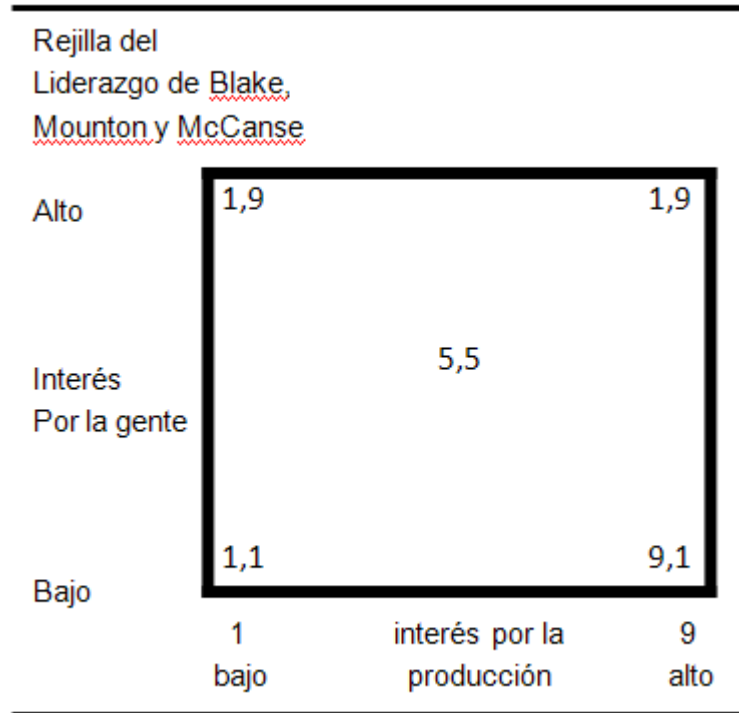 Rejilla del
Liderazgo de Blake,
Mounton y McCanse
Alto
1,9
1,9
Interés
Por la gente
5,5
1,1
9,1
Bajo
1
interés por la
9
bajo
producción
alto